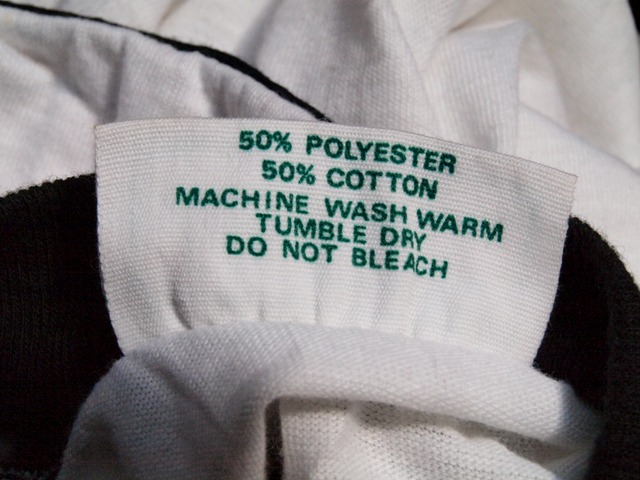 50% POLYESTER
50% COTTON
MACHINE WASH WARM
TUMBLE DRY
DO NOT BLEACH